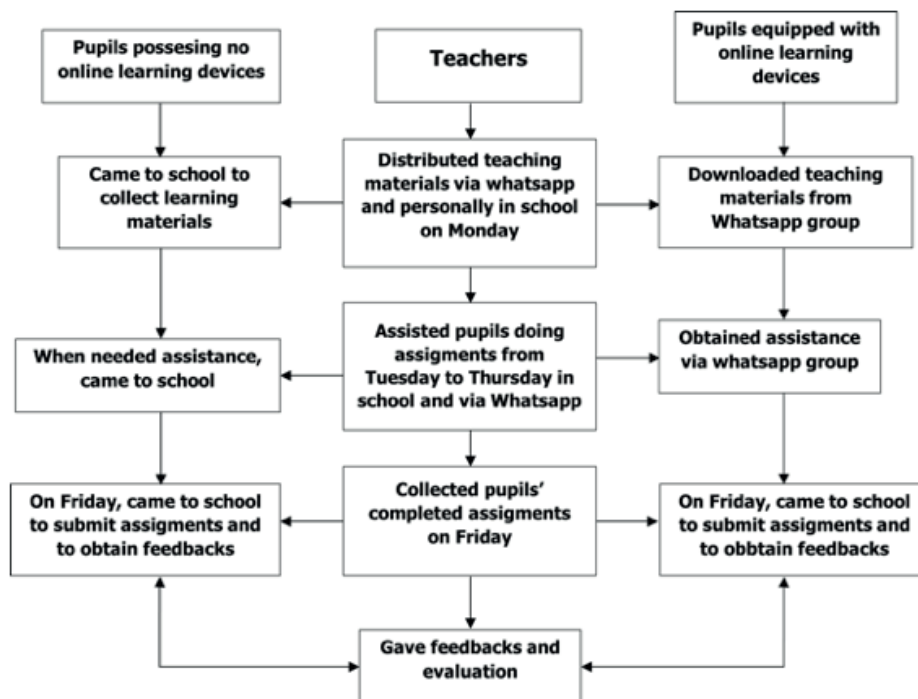 Pupils possesing no
online learning devices
Teachers
Pupils equipped with
online learning
devices
Came to school to
collect learning
materials
Distributed teaching
materials via whatsapp
and personally in school
on Monday
Downloaded teaching
materials from
Whatsapp group
When needed assistance,
came to school
Assisted pupils doing
assigments from
Tuesday to Thursday in
school and via Whatsapp
Obtained assistance
via whatsapp group
On Friday, came to school
to submit assigments and
to obtain feedbacks
Collected pupils’
completed assigments
on Friday
On Friday, came to school
to submit assigments and
to obbtain feedbacks
Gave feedbacks and
evaluation